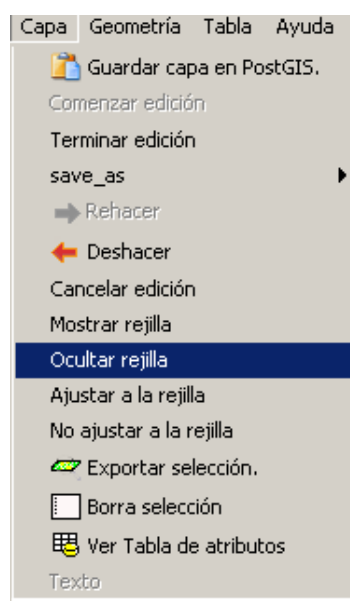 Capa Geometría Tabla Ayuda
Guardar capa en PostGIS.
Comenzar edición
Terminar edición
save_as
Rehacer
Deshacer
Cancelar edición
Mostrar rejilla
Ocultar rejilla
Ajustar a la rejilla
No ajustar a la rejilla
Exportar selección.
Borra selección
Ver Tabla de atributos
Texto